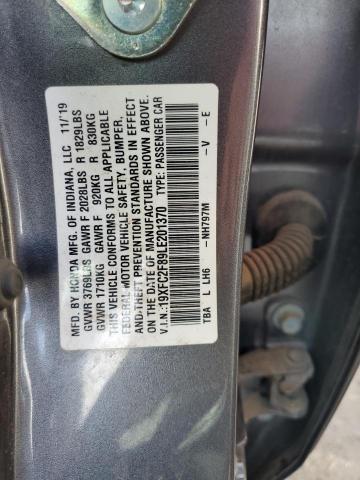 MFD. BY HONDA MFG. OF INDIANA, LLC 11/19
GVWR 3769LBS GAWR F 2028LBS R 1829LBS
GVWR 1710KG GAWR F 920KG R 830KG
THIS VEHICLE CONFORMS TO ALL APPLICABLE
FEDERAL MOTOR VEHICLE SAFETY, BUMPER,
AND THEFT PREVENTION STANDARDS IN EFFECT
ON THE DATE OF MANUFACTURE SHOWN ABOVE.
V.I.N.: 19XFC2F89LE201370 TYPE: PASSENGER CAR
TBA L LH6 -NH797M -V -E